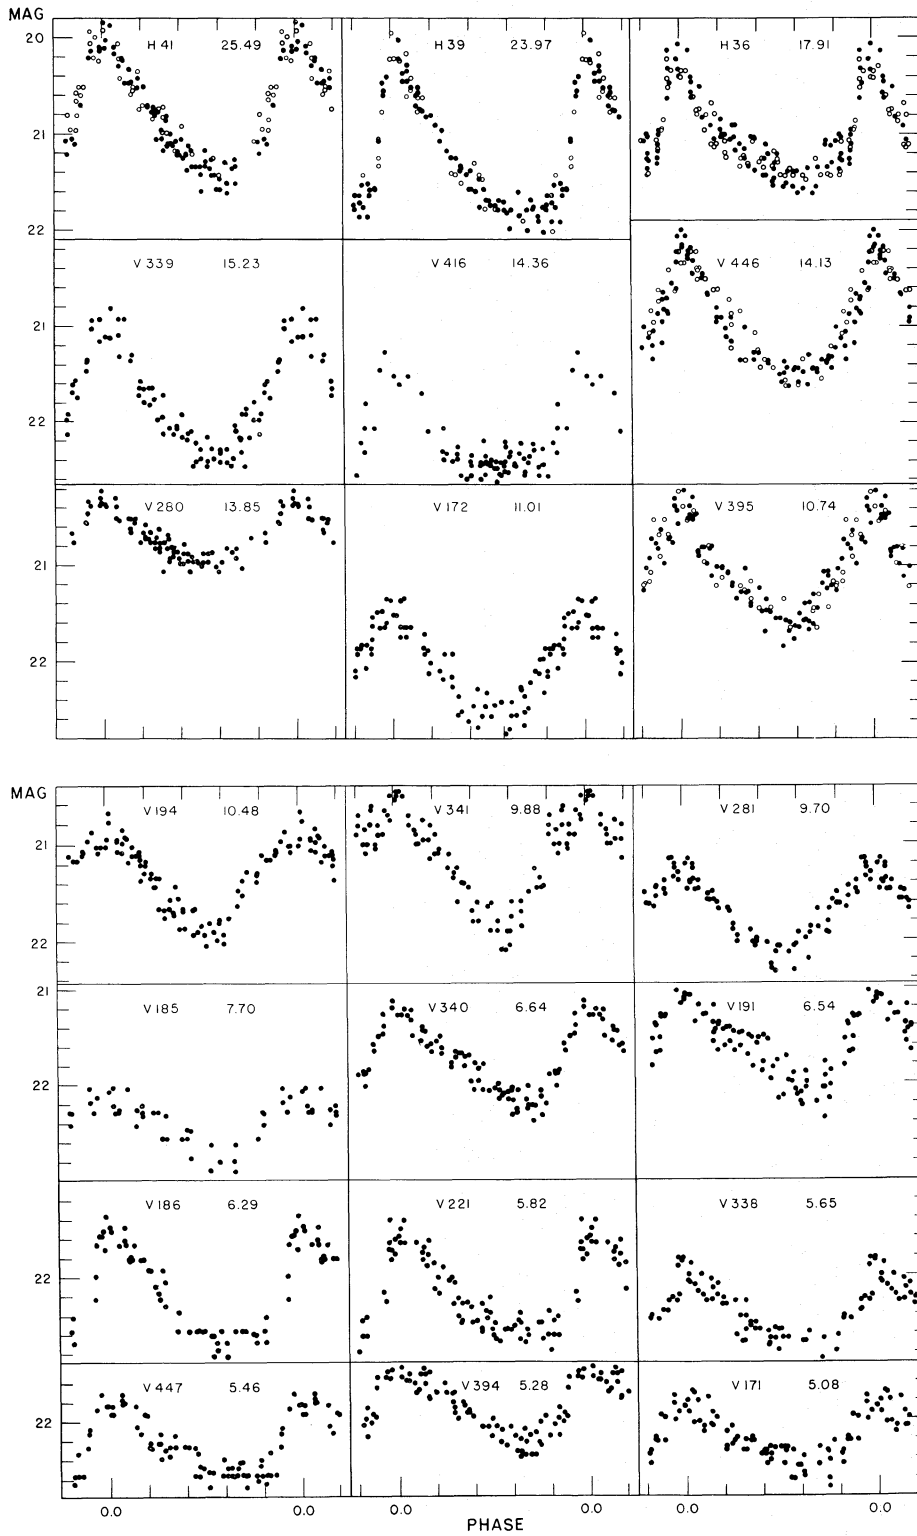 MAG
20
H 41 25.49
H 39 23.97
H 36 17.91
21
22
V 339 15.23
V 416 14.36
V 446 14.13
21
22
V 280 13.85
V 172 11.01
V 395 10.74
21
22
MAG
V 194 10.48
V 341 9.88
V 281 9.70
21
22
21
V 185 7.70
V 340 6.64
V 191 6.54
22
V 186 6.29
V 221 5.82
V 338 5.65
22
V 447 5.46
V 394 5.28
V 171 5.08
22
0.0 0.0 0.0 0.0 0.0 0.0
PHASE